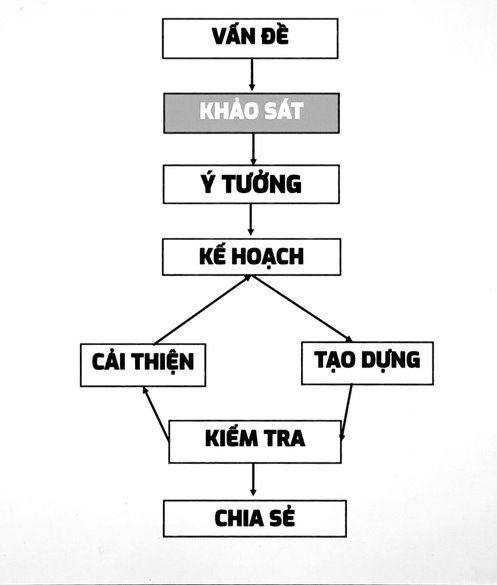 VẤN ĐỀ
KHẢO SÁT
Ý TƯỞNG
KẾ HOẠCH
CẢI THIỆN
TẠO DỰNG
KIỂM TRA
CHIA SẺ